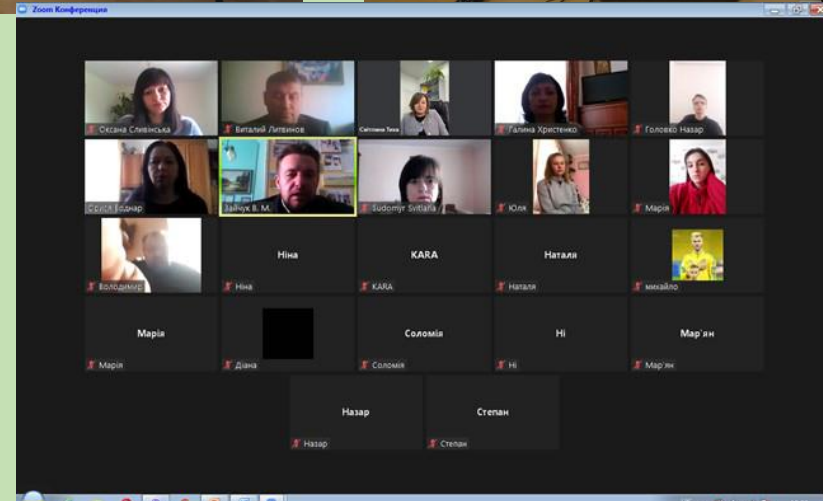 Zoom Конференция
Оксана Сливінська
Виталий Литвинов
Світлана Тиха
Галина Христенко
Головко Назар
Орися Боднар
Зайчук В. М.
Sudomyr Svitlana
Юля
Марія
Володимир
Ніна
Ніна
KARA
KARA
Наталя
Наталя
михайло
Марія
Марія
Діана
Соломія
Соломія
Ні
Ні
Мар'ян
Мар'ян
Назар
Назар
Степан
Степан